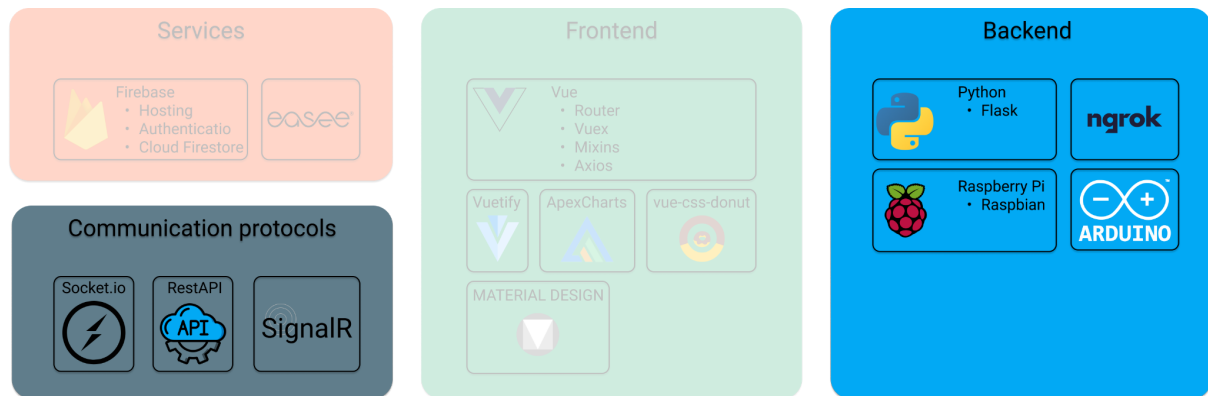 Services
Firebase
• Hosting
• Authenticatio
• Cloud Firestore
easee
Communication protocols
Socket.io
RestAPI
API
SignalR
Frontend
Vue
• Router
• Vuex
• Mixins
• Axios
Vuetify
ApexCharts
vue-css-donut
MATERIAL DESIGN
Backend
Python
• Flask
ngrok
Raspberry Pi
• Raspbian
ARDUINO